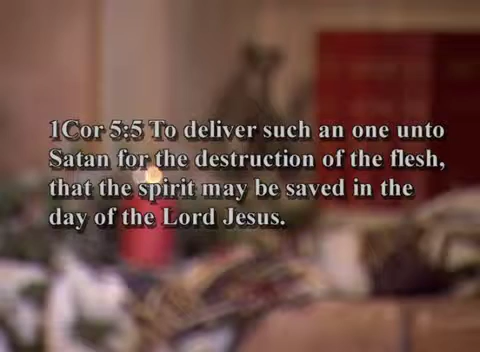 1Cor 5:5 To deliver such an one unto
Satan for the destruction of the flesh,
that the spirit may be saved in the
day of the Lord Jesus.